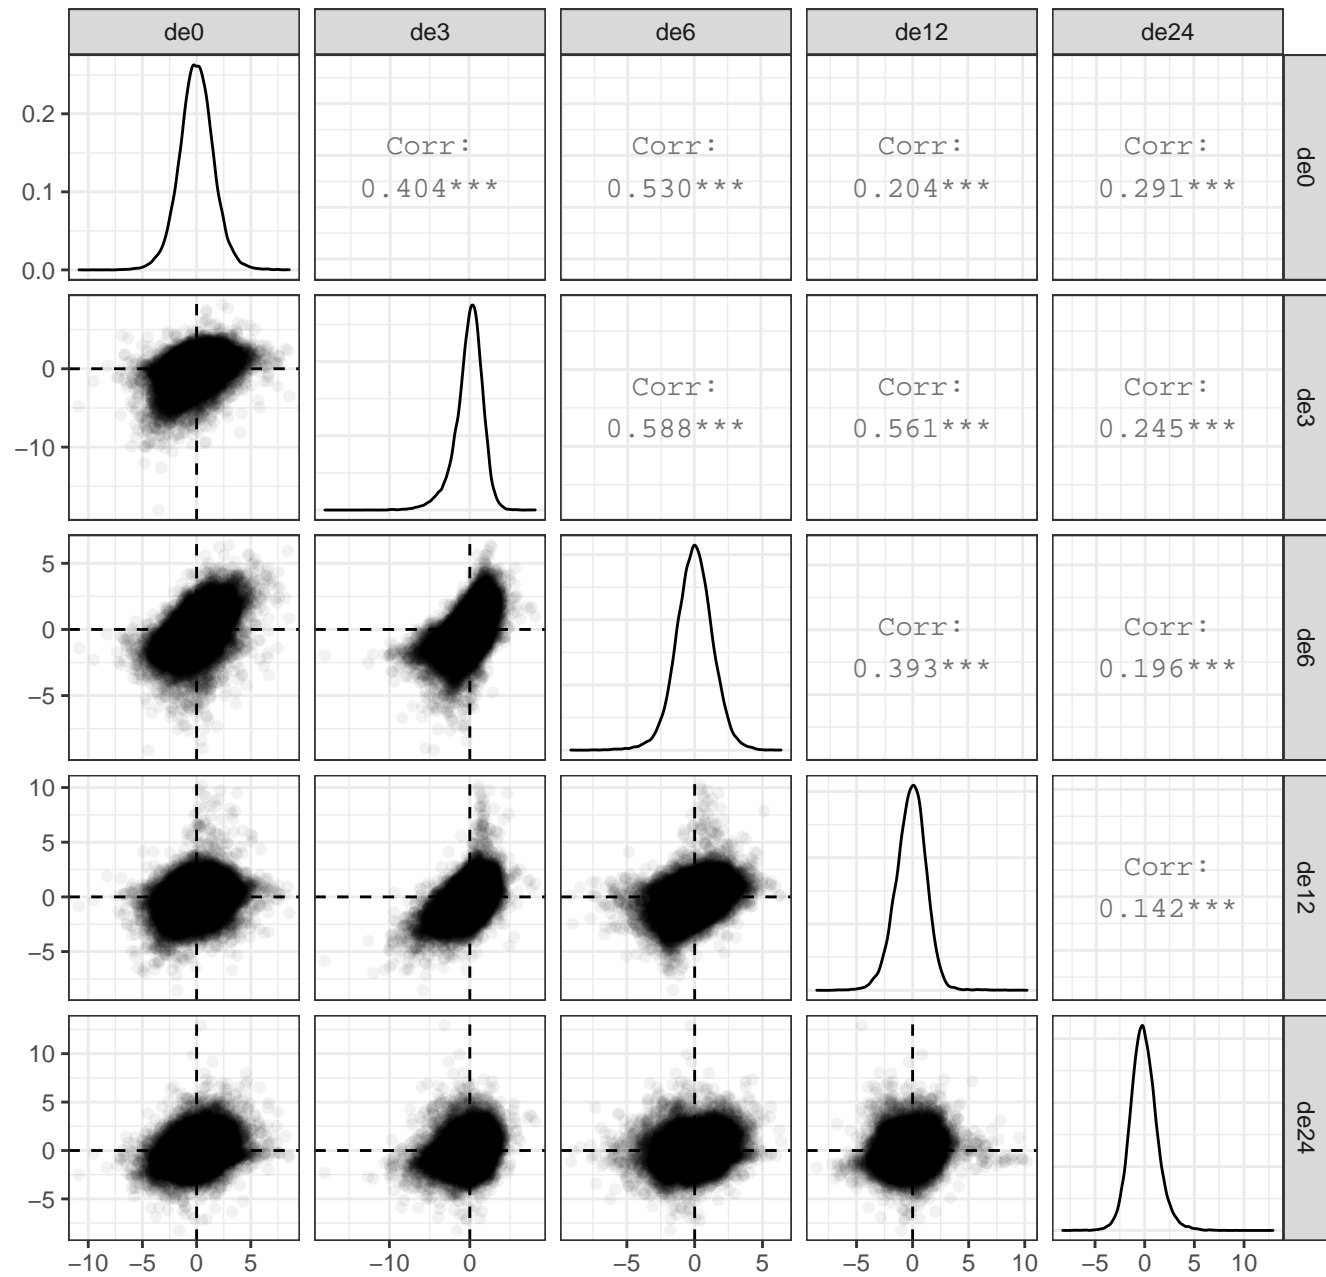 de0 de3 de6 de12 de24
0.2
0.1
0.0
Corr:
0.404***
Corr:
0.530***
Corr:
0.204***
Corr:
0.291***
de0
0
−10
Corr:
0.588***
Corr:
0.561***
Corr:
0.245***
de3
5
0
−5
Corr:
0.393***
Corr:
0.196***
de6
10
5
0
−5
Corr:
0.142***
de12
10
5
0
−5
de24
−10 −5 0 5
−10 0
−5 0 5
−5 0 5 10
−5 0 5 10